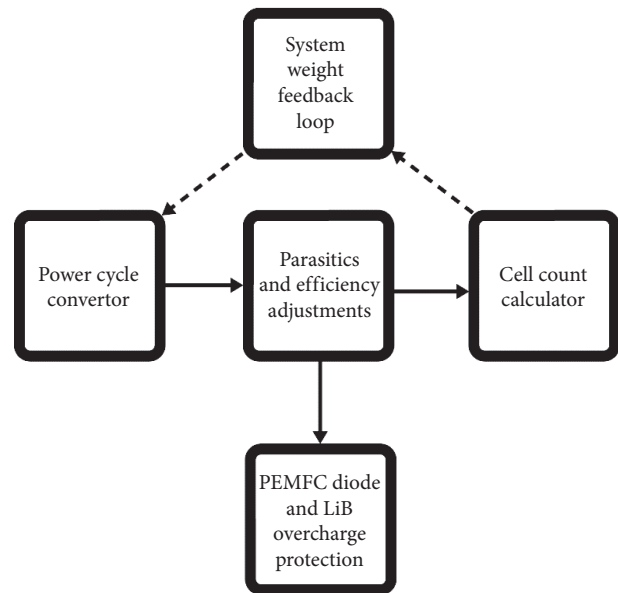 System
weight
feedback
loop
Power cycle
convertor
Parasitics
and efficiency
adjustments
Cell count
calculator
PEMFC diode
and LiB
overcharge
protection